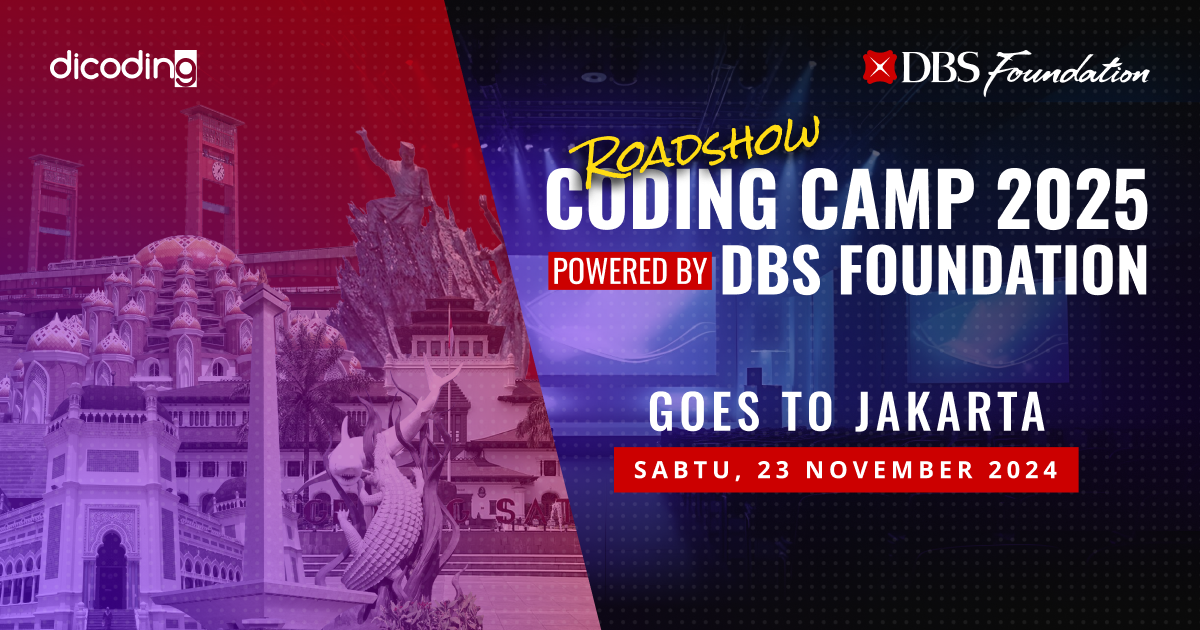 dicoding
DBS Foundation
ROADSHOW
CODING CAMP 2025
POWERED BY DBS FOUNDATION
GOES TO JAKARTA
SABTU, 23 NOVEMBER 2024